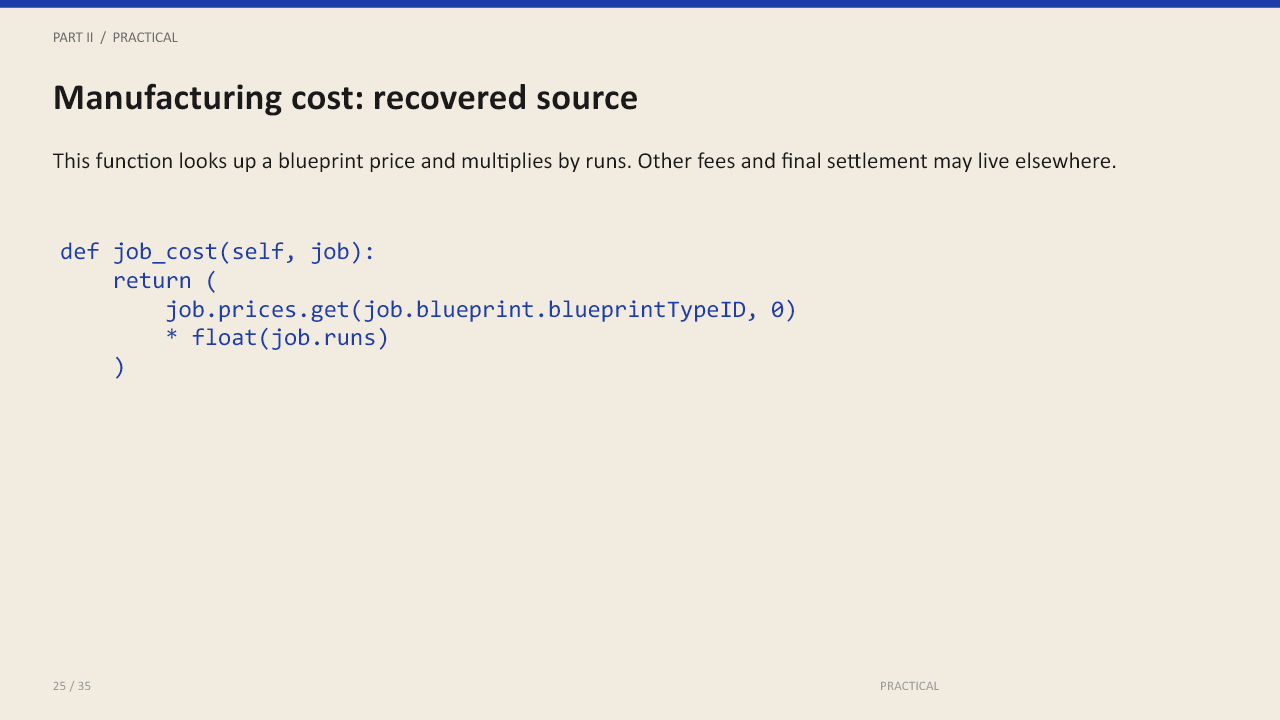 PART II / PRACTICAL
Manufacturing cost: recovered source
This function looks up a blueprint price and multiplies by runs. Other fees and final settlement may live elsewhere.
def job_cost(self, job):
    return (
        job.prices.get(job.blueprint.blueprintTypeID, 0)
        * float(job.runs)
    )
25 / 35
PRACTICAL